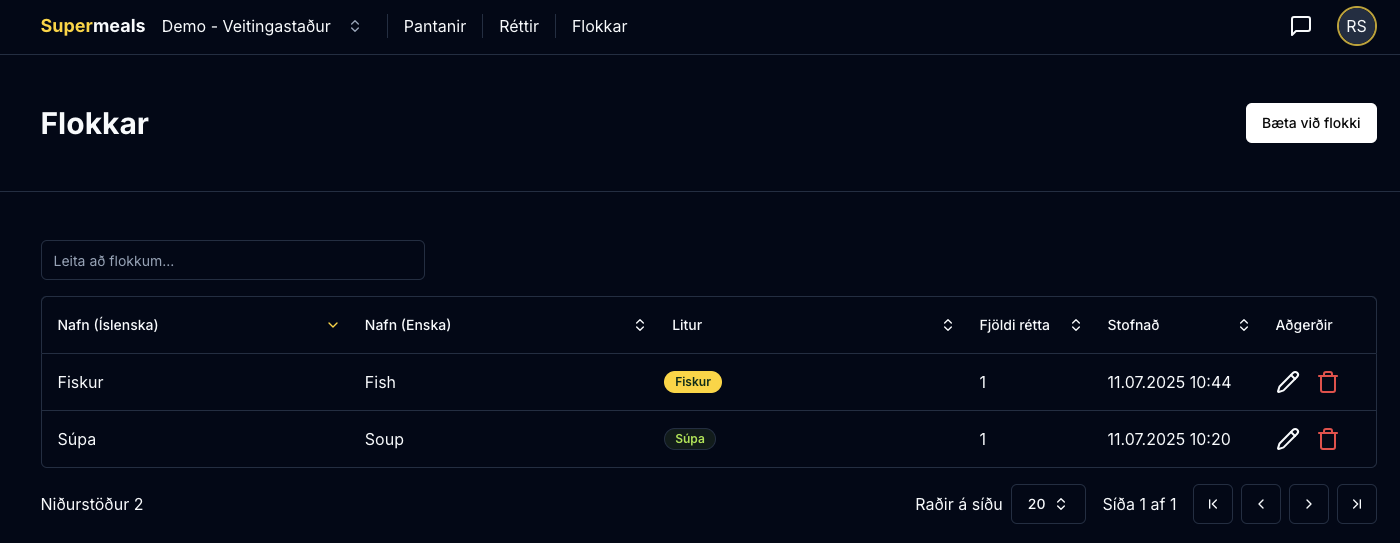 Supermeals Demo - Veitingastaður Pantanir Réttir Flokkar RS
Flokkar Bæta við flokki
Leita að flokkum...
Nafn (Íslenska) Nafn (Enska) Litur Fjöldi rétta Stofnað Aðgerðir
Fiskur Fish Fiskur 1 11.07.2025 10:44
Súpa Soup Súpa 1 11.07.2025 10:20
Niðurstöður 2 Raðir á síðu 20 Síða 1 af 1